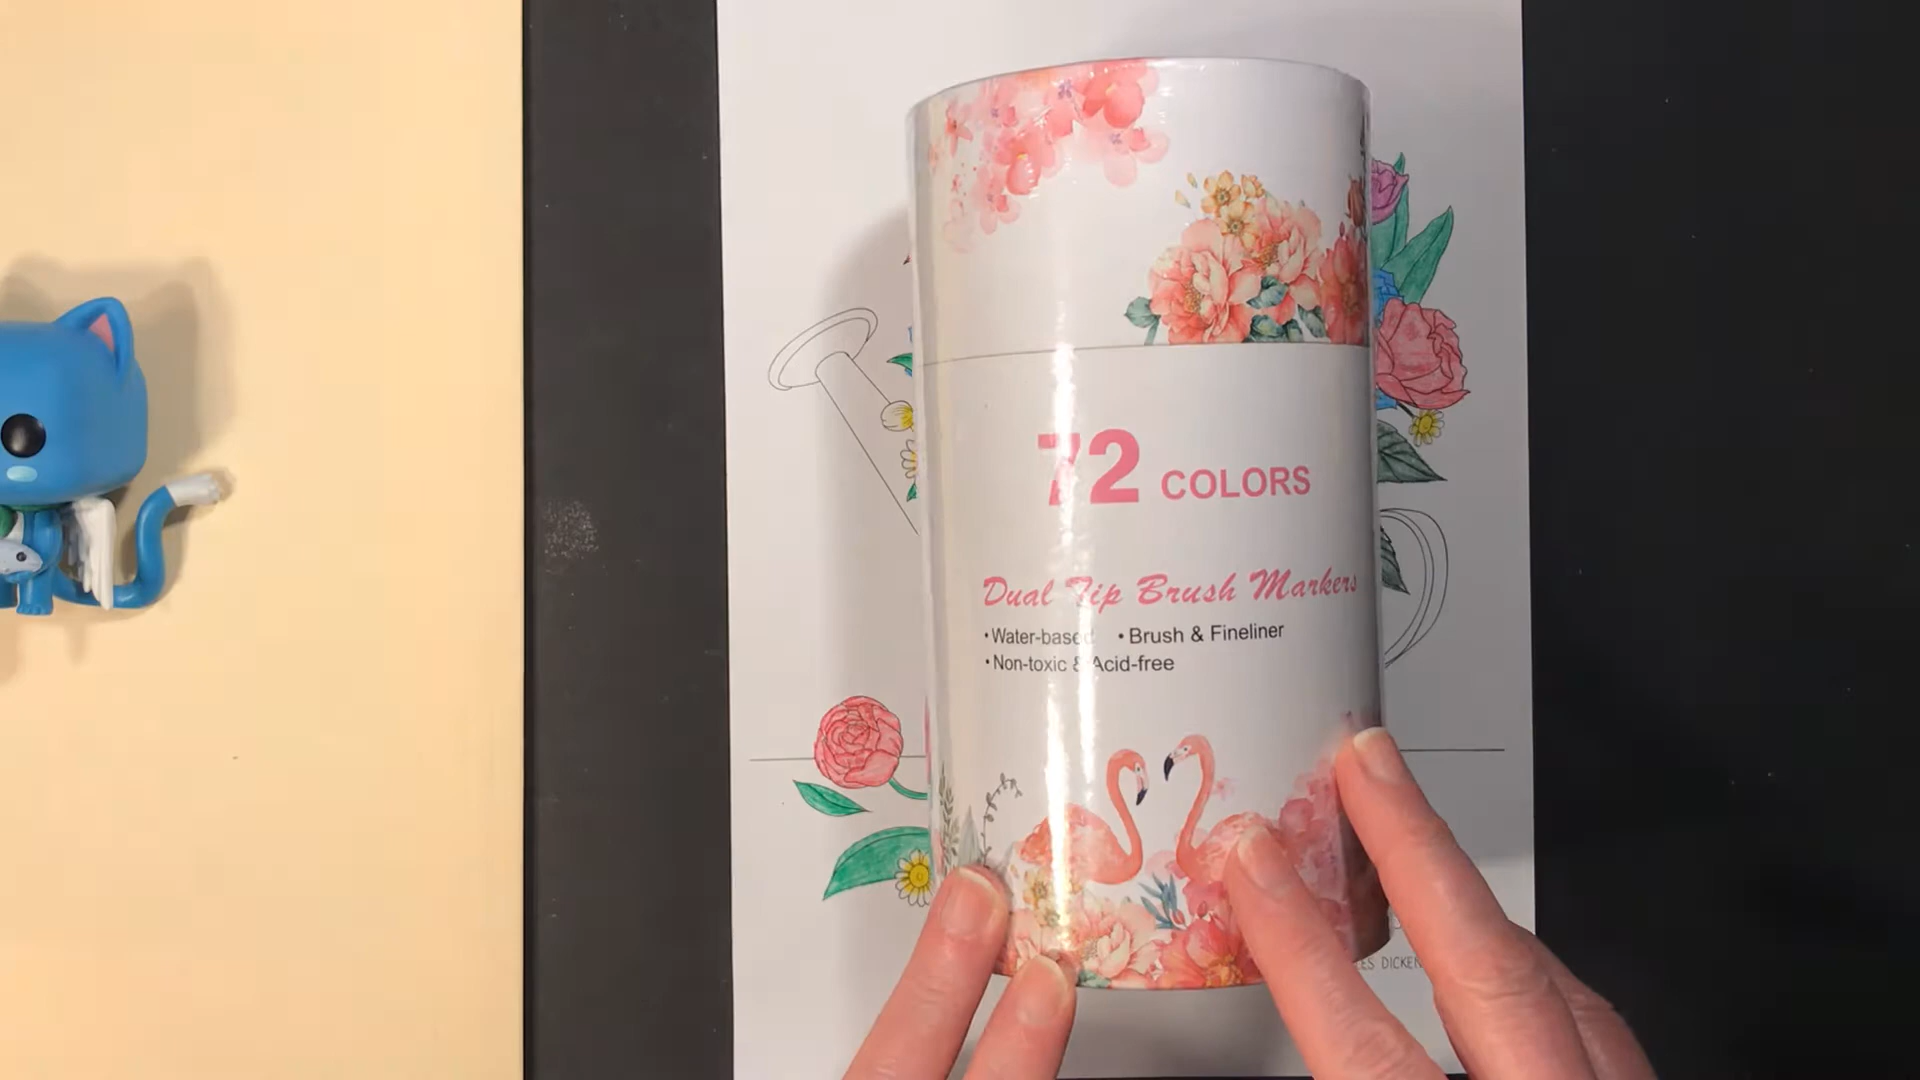 72 COLORS
Dual Tip Brush Markers
• Water-based • Brush & Fineliner
• Non-toxic & Acid-free